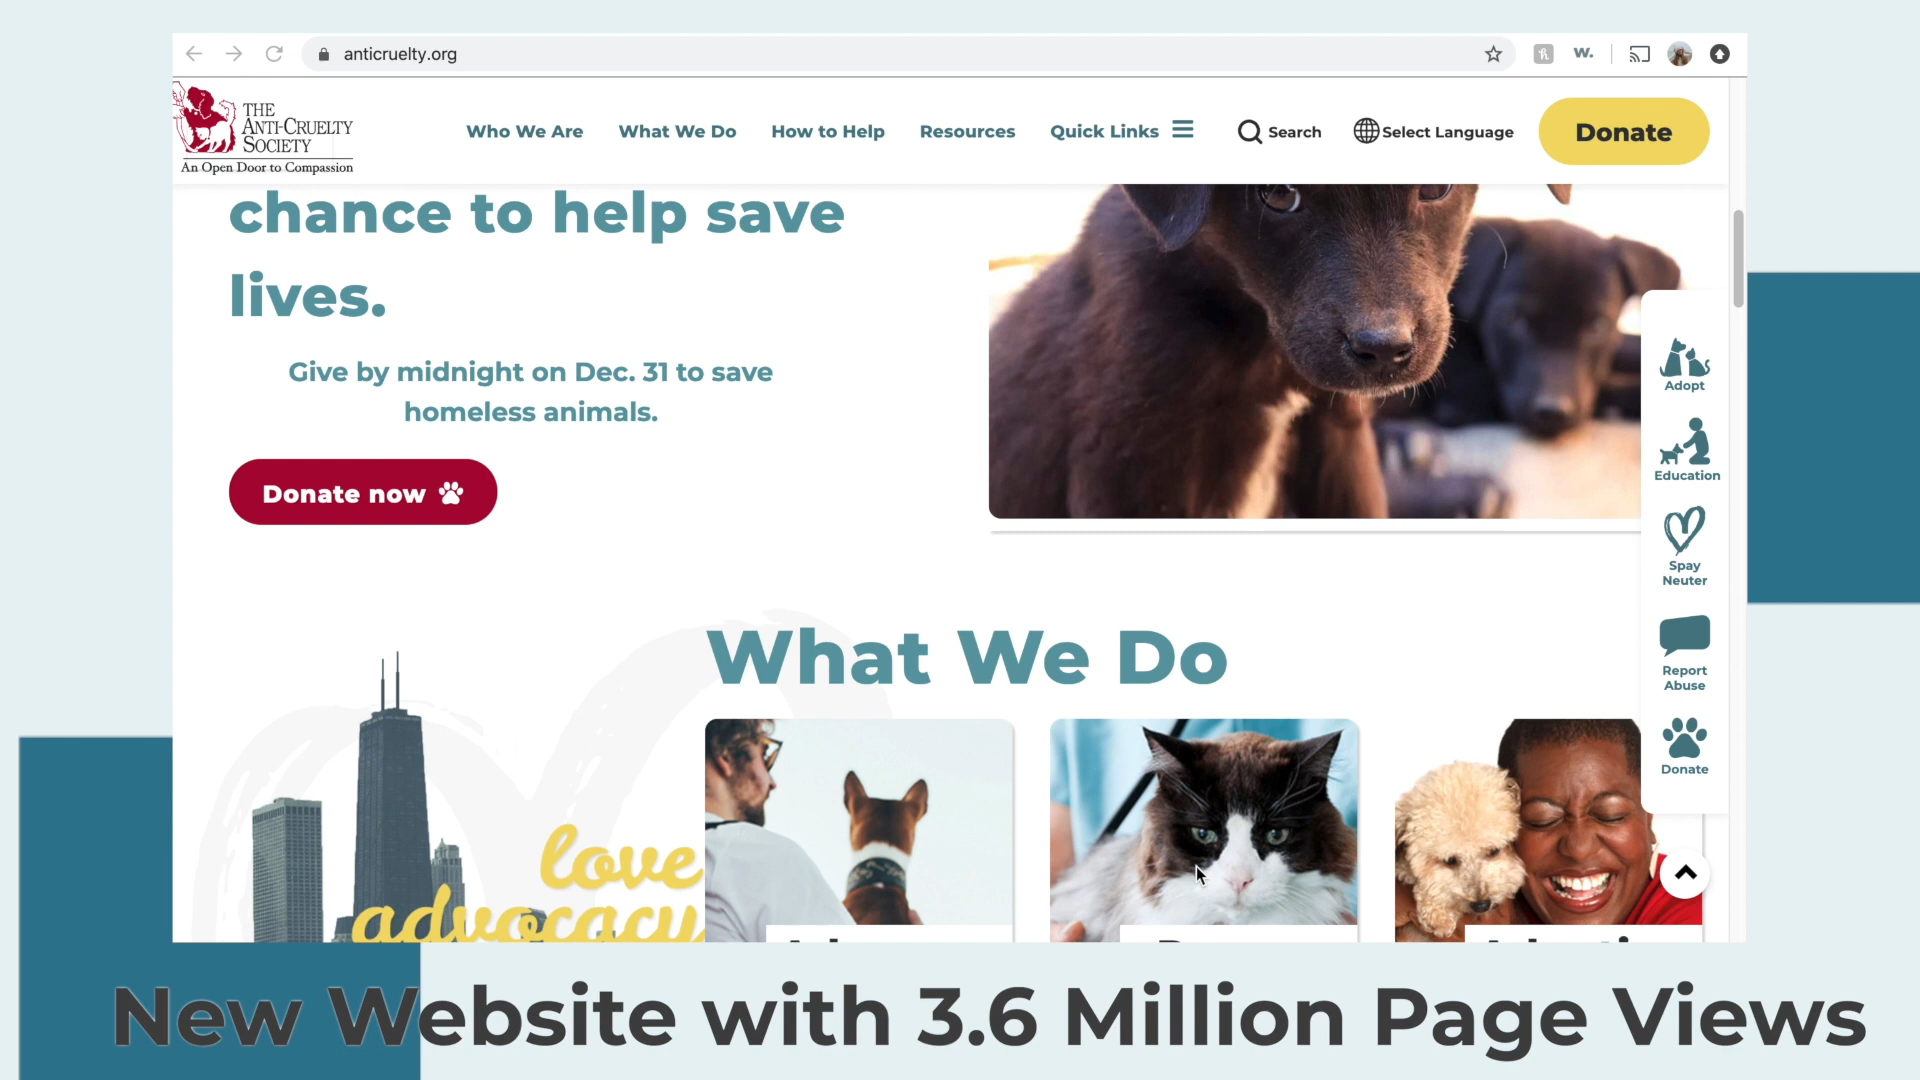 anticruelty.org
W.
THE
ANTI-CRUELTY
SOCIETY
An Open Door to Compassion
Who We Are
What We Do
How to Help
Resources
Quick Links
Search
Select Language
Donate
chance to help save
lives.
Give by midnight on Dec. 31 to save
homeless animals.
Donate now
Adopt
Education
Spay
Neuter
Report
Abuse
Donate
What We Do
love
advocacy
New Website with 3.6 Million Page Views